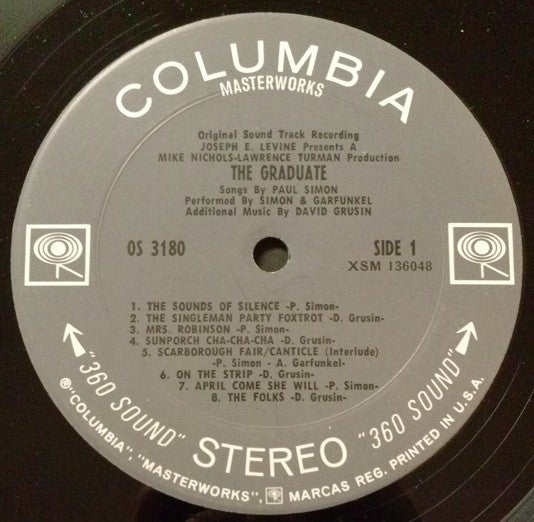 COLUMBIA
MASTERWORKS
Original Sound Track Recording
JOSEPH E. LEVINE Presents A
MIKE NICHOLS-LAWRENCE TURMAN Production
THE GRADUATE
Songs By PAUL SIMON
Performed By SIMON & GARFUNKEL
Additional Music By DAVID GRUSIN
OS 3180
SIDE 1
XSM 136048
1. THE SOUNDS OF SILENCE -P. Simon-
2. THE SINGLEMAN PARTY FOXTROT -D. Grusin-
3. MRS. ROBINSON -P. Simon-
4. SUNPORCH CHA-CHA-CHA -D. Grusin-
5. SCARBOROUGH FAIR/CANTICLE (Interlude)
-P. Simon - A. Garfunkel-
6. ON THE STRIP -D. Grusin-
7. APRIL COME SHE WILL -P. Simon-
8. THE FOLKS -D. Grusin-
"360 SOUND" STEREO "360 SOUND"
Ⓟ"COLUMBIA", "MASTERWORKS", MARCAS REG. PRINTED IN U.S.A.